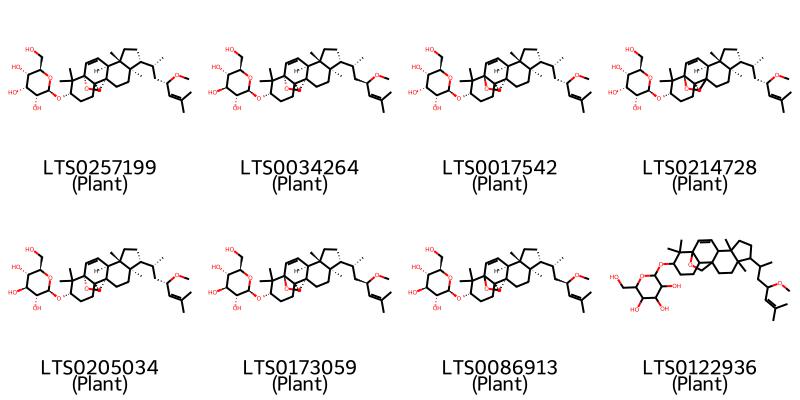 LTS0257199
(Plant)
LTS0034264
(Plant)
LTS0017542
(Plant)
LTS0214728
(Plant)
LTS0205034
(Plant)
LTS0173059
(Plant)
LTS0086913
(Plant)
LTS0122936
(Plant)